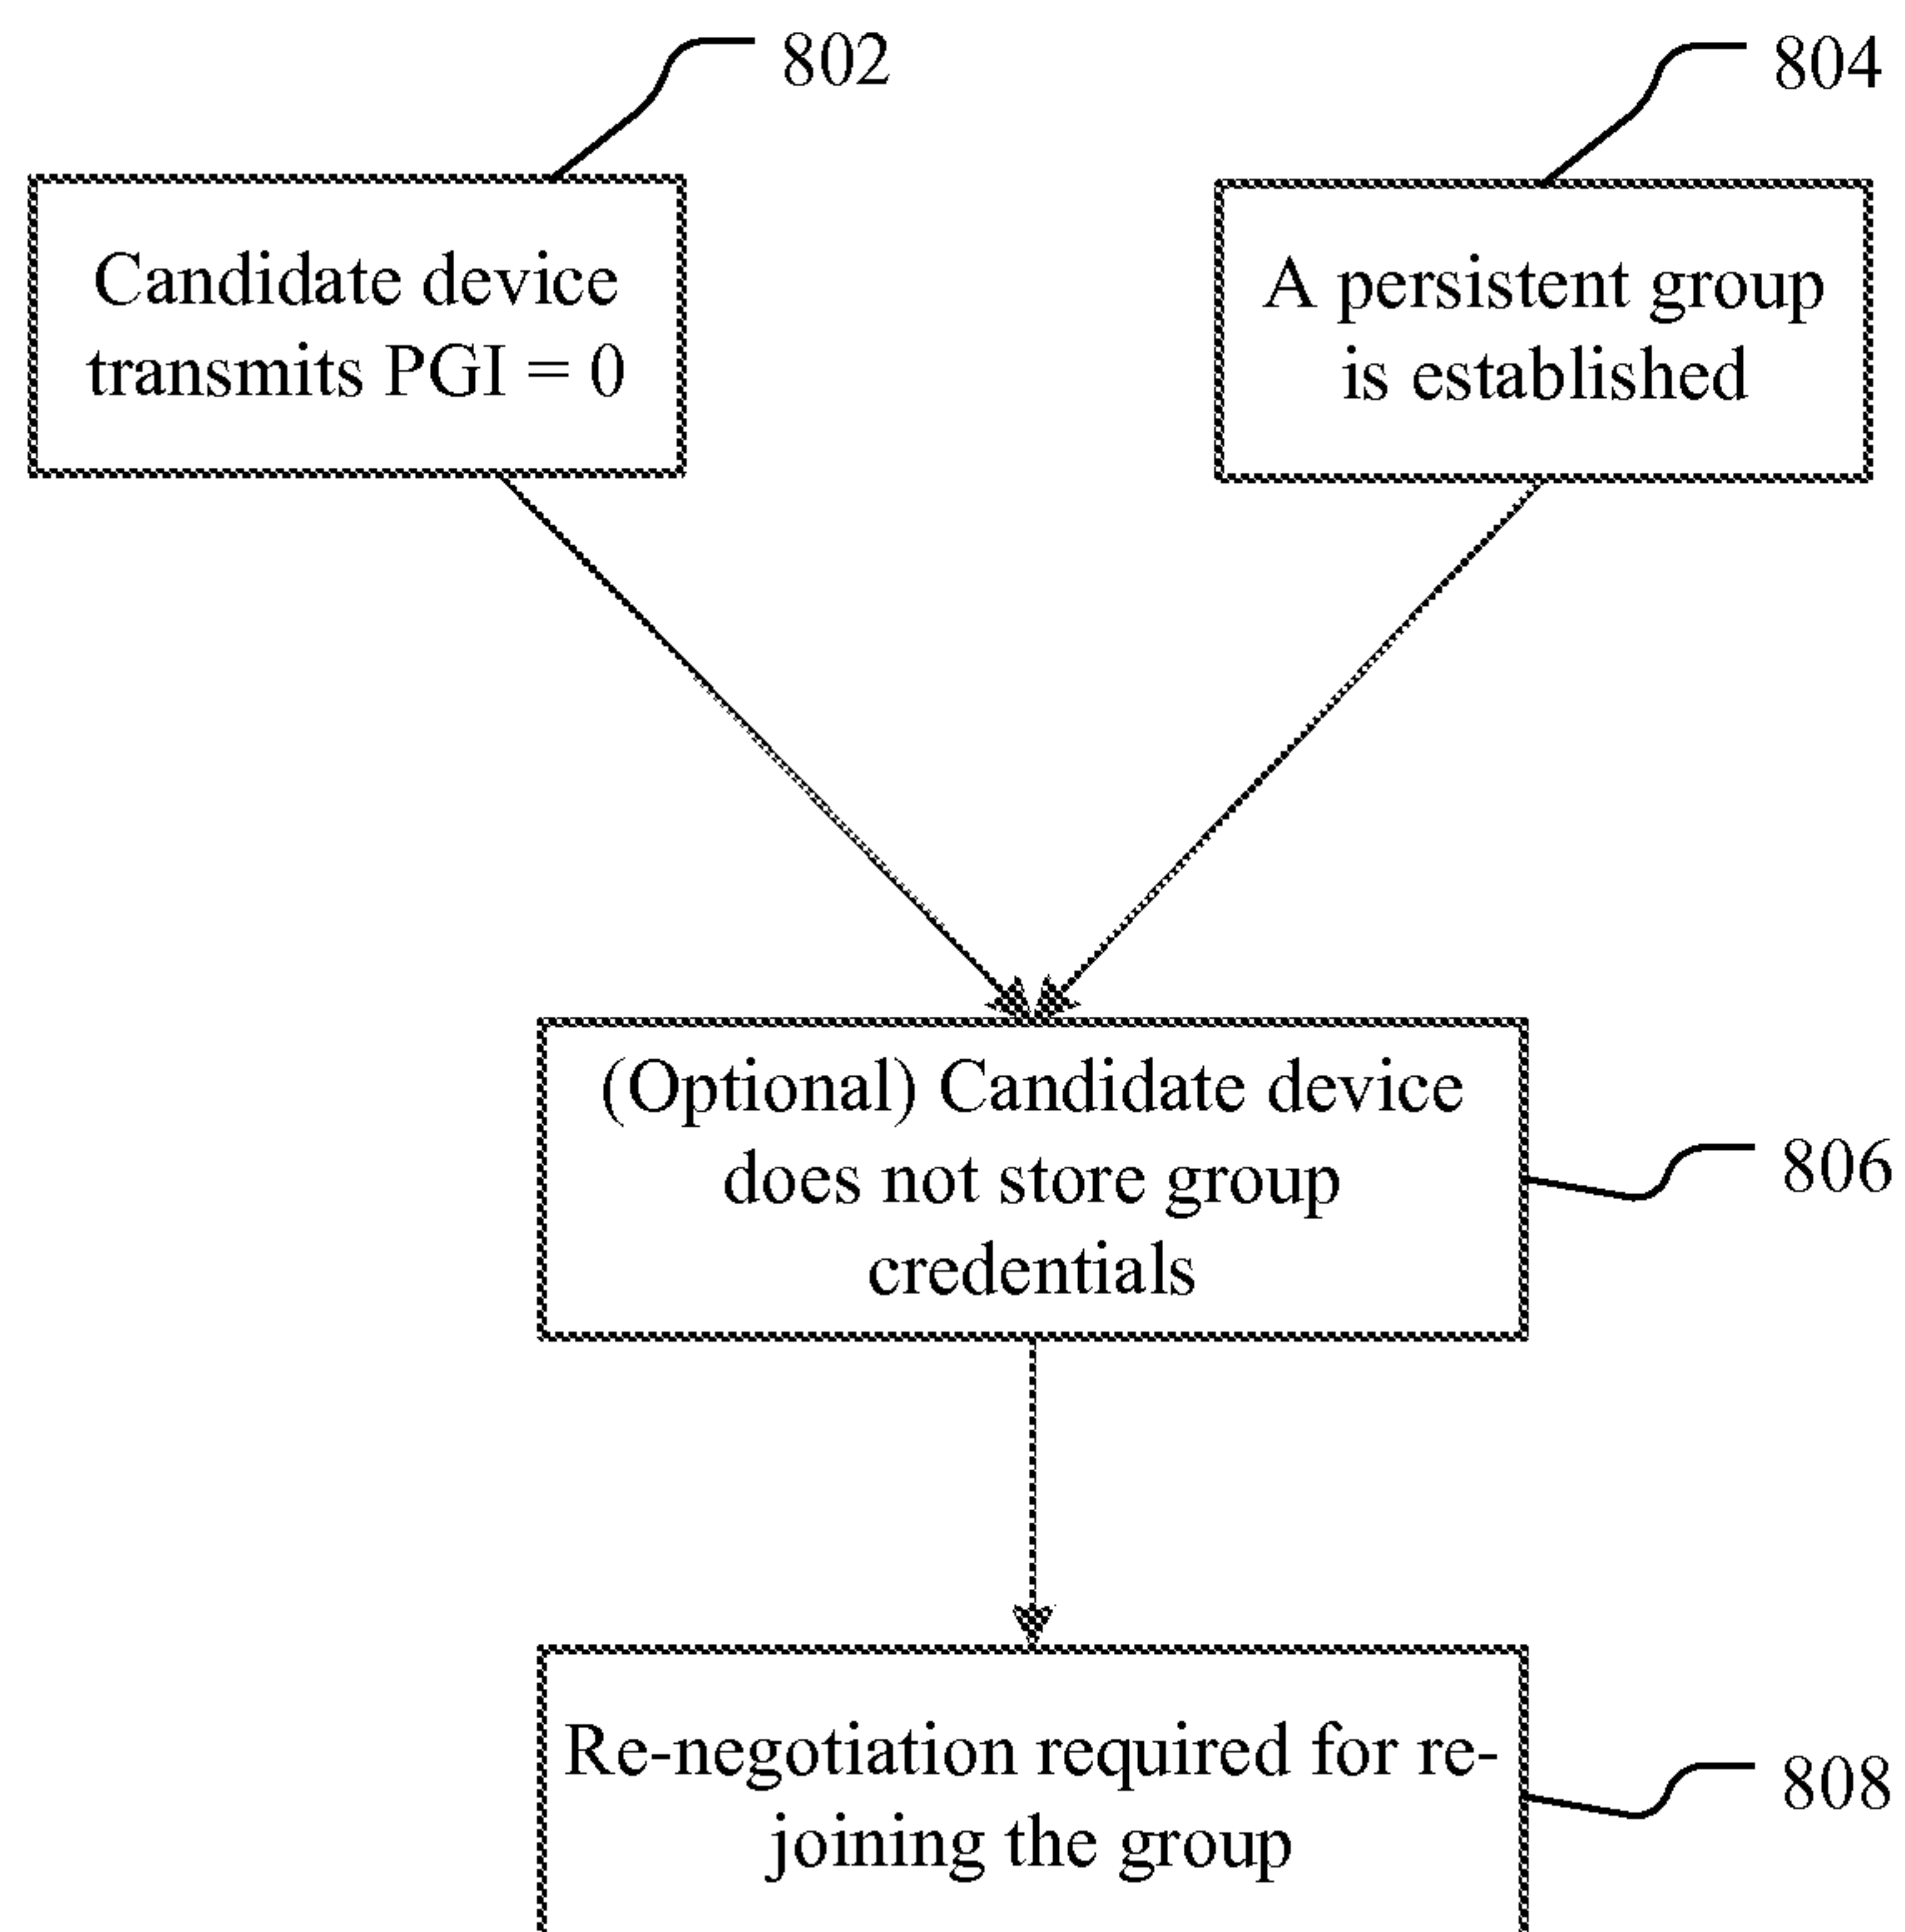 802
804
Candidate device
transmits PGI = 0
A persistent group
is established
(Optional) Candidate device
does not store group
credentials
806
Re-negotiation required for re-
joining the group
808